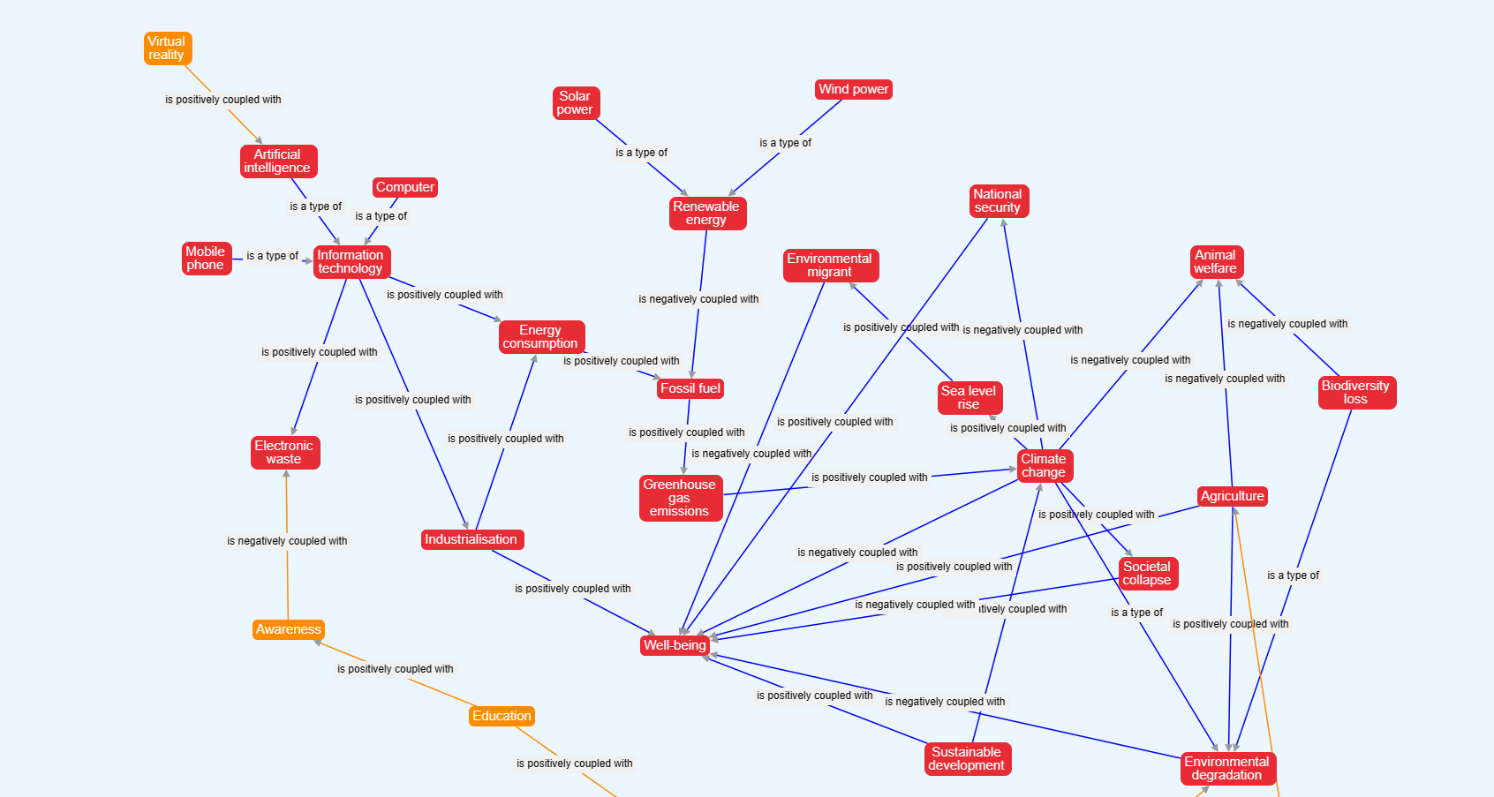 Virtual
reality
Solar
power
Wind power
is positively coupled with
is a type of
is a type of
Artificial
intelligence
Computer
is a type of
is a type of
Renewable
energy
National
security
Mobile
phone
is a type of
Information
technology
Environmental
migrant
Animal
welfare
is positively coupled with
is negatively coupled with
Energy
consumption
is positively coupled with
is negatively coupled with
is negatively coupled with
is positively coupled with
is positively coupled with
is negatively coupled with
is negatively coupled with
Fossil fuel
Sea level
rise
Biodiversity
loss
is positively coupled with
is positively coupled with
is positively coupled with
is positively coupled with
is positively coupled with
Electronic
waste
is negatively coupled with
Climate
change
Greenhouse
gas
emissions
is positively coupled with
Agriculture
is positively coupled with
Industrialisation
is negatively coupled with
is negatively coupled with
is positively coupled with
Societal
collapse
is a type of
is positively coupled with
is negatively coupled with
tively coupled with
is a type of
is positively coupled with
Awareness
Well-being
is positively coupled with
is positively coupled with
is negatively coupled with
Education
Sustainable
development
is positively coupled with
Environmental
degradation